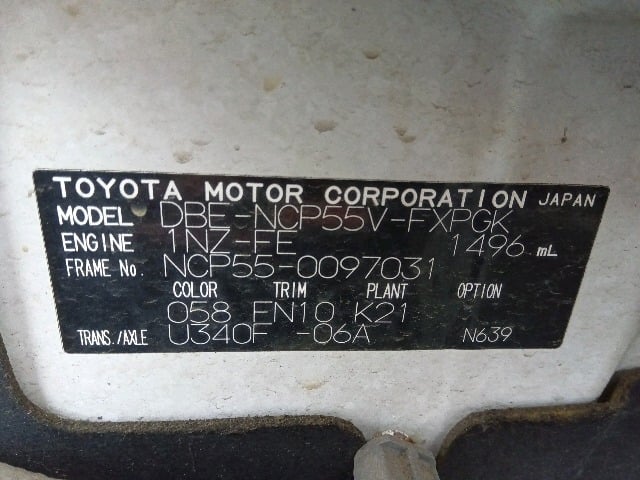 TOYOTA MOTOR CORPORATION JAPAN
MODEL DBE-NCP55V-FXPGK
ENGINE 1NZ-FE 1496 mL
FRAME No. NCP55-0097031
COLOR TRIM PLANT OPTION
058 FN10 K21
TRANS./AXLE U340F -06A N639